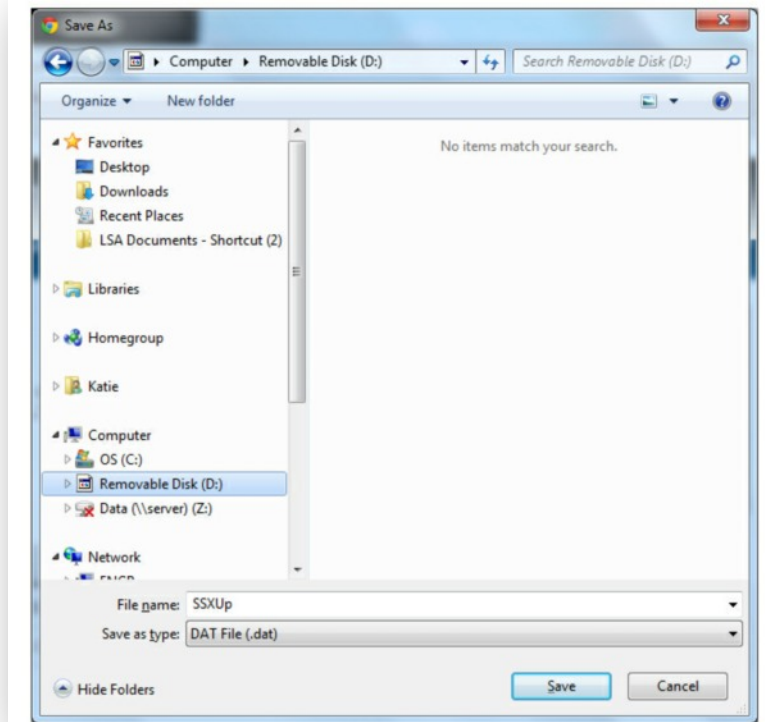 Save As
Computer Removable Disk (D:) Search Removable Disk (D:)
Organize New folder
Favorites
No items match your search.
Desktop
Downloads
Recent Places
LSA Documents - Shortcut (2)
Libraries
Homegroup
Katie
Computer
OS (C:)
Removable Disk (D:)
Data (\\server) (Z:)
Network
File name: SSXUp
Save as type: DAT File (.dat)
Hide Folders Save Cancel